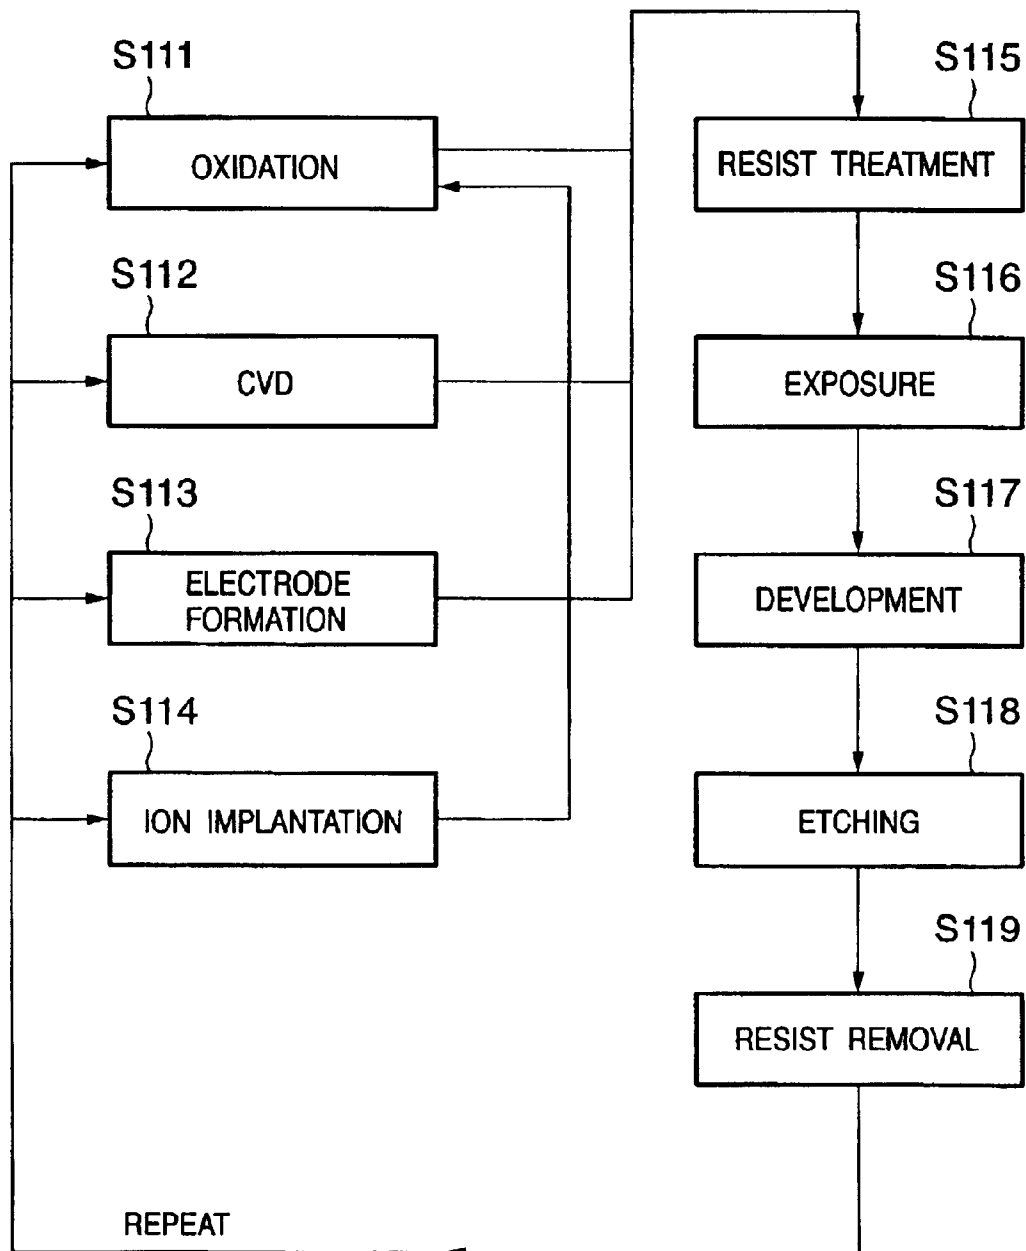 S111
OXIDATION
S112
CVD
S113
ELECTRODE
FORMATION
S114
ION IMPLANTATION
S115
RESIST TREATMENT
S116
EXPOSURE
S117
DEVELOPMENT
S118
ETCHING
S119
RESIST REMOVAL
REPEAT